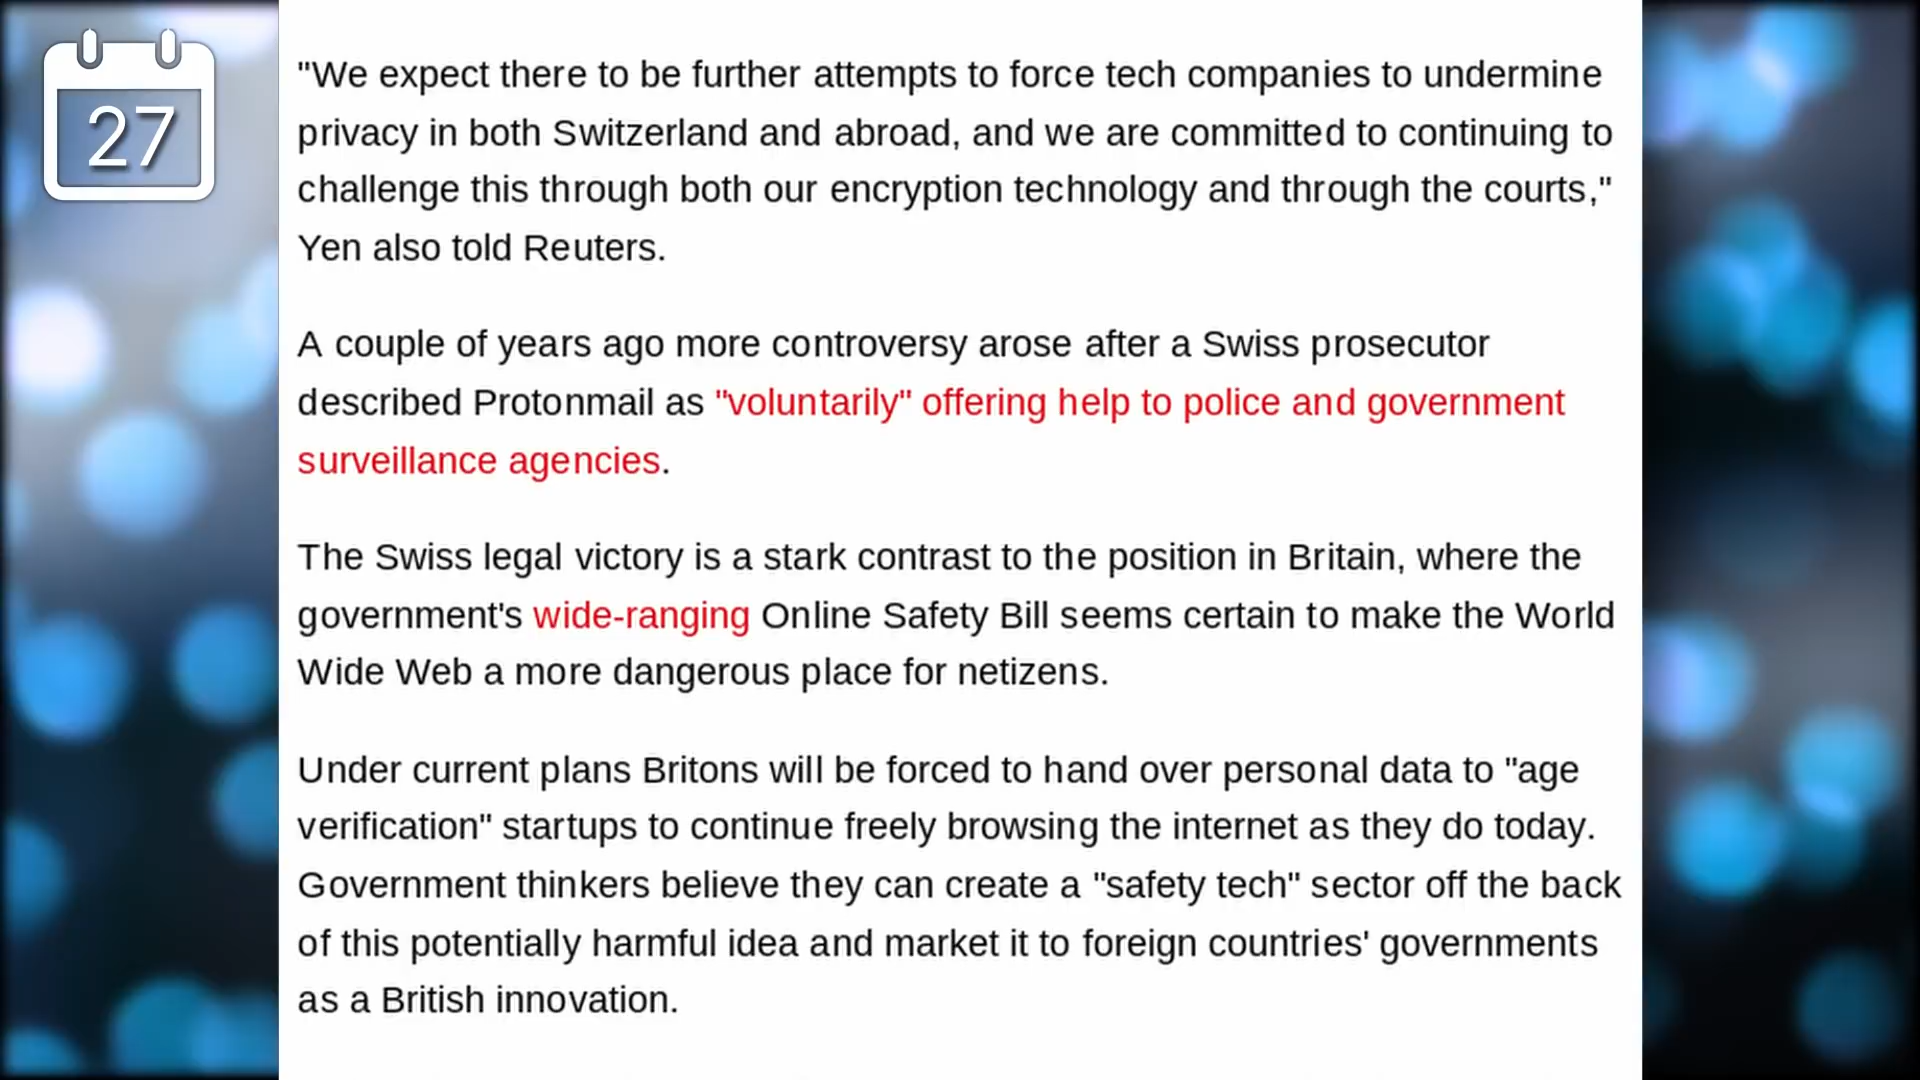 27
"We expect there to be further attempts to force tech companies to undermine
privacy in both Switzerland and abroad, and we are committed to continuing to
challenge this through both our encryption technology and through the courts,"
Yen also told Reuters.
A couple of years ago more controversy arose after a Swiss prosecutor
described Protonmail as "voluntarily" offering help to police and government
surveillance agencies.
The Swiss legal victory is a stark contrast to the position in Britain, where the
government's wide-ranging Online Safety Bill seems certain to make the World
Wide Web a more dangerous place for netizens.
Under current plans Britons will be forced to hand over personal data to "age
verification" startups to continue freely browsing the internet as they do today.
Government thinkers believe they can create a "safety tech" sector off the back
of this potentially harmful idea and market it to foreign countries' governments
as a British innovation.